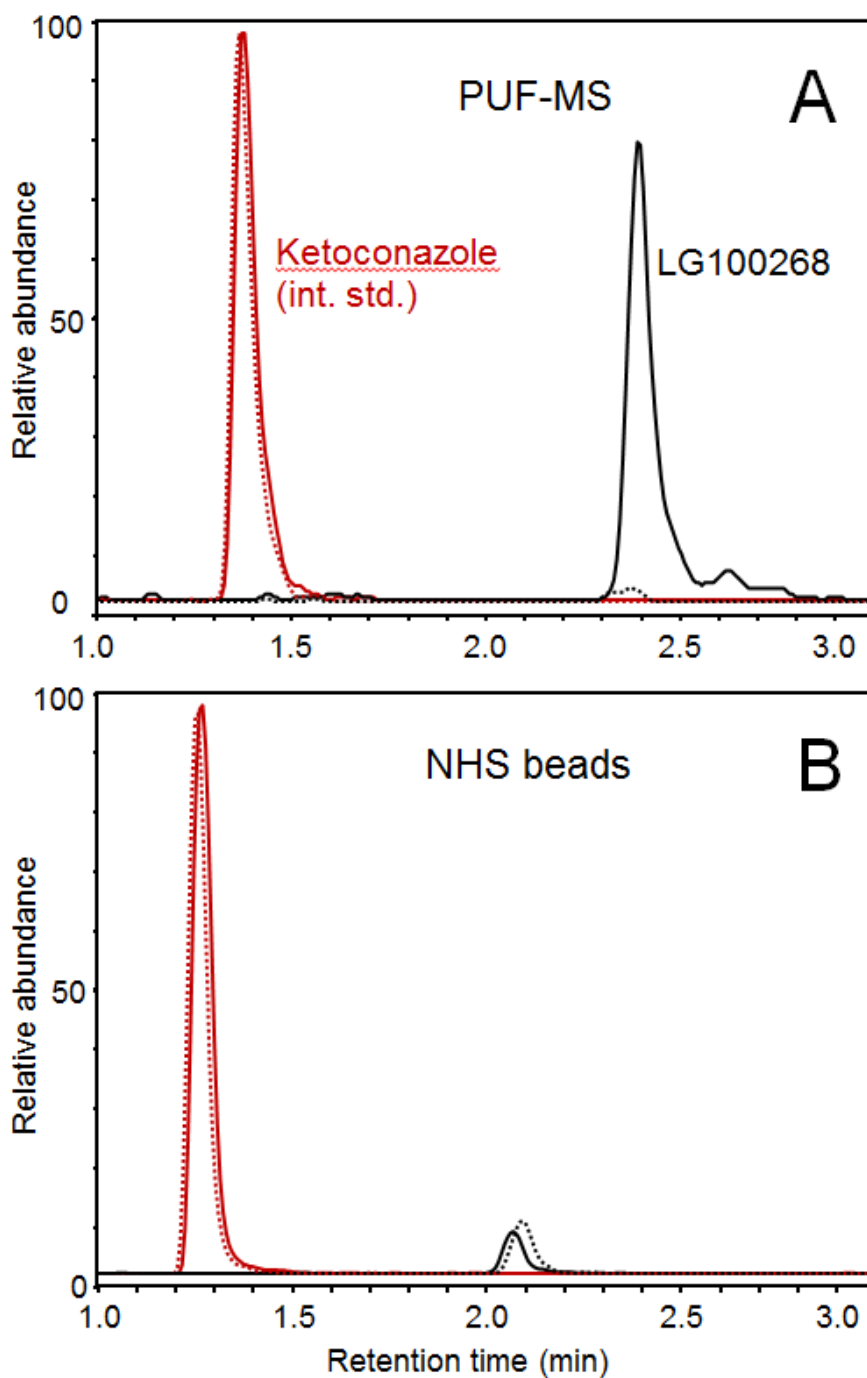 100
A
PUF-MS
Ketoconazole
(int. std.)
LG100268
Relative abundance
50
0
1.0 1.5 2.0 2.5 3.0
100
B
NHS beads
Relative abundance
50
0
1.0 1.5 2.0 2.5 3.0
Retention time (min)